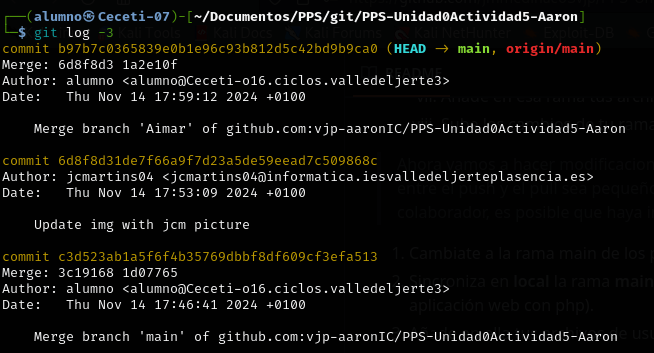 ┌──(alumno㉿Ceceti-07)-[~/Documentos/PPS/git/PPS-Unidad0Actividad5-Aaron]
└─$ git log -3
commit b97b7c0365839e0b1e96c93b812d5c42bd9b9ca0 (HEAD -> main, origin/main)
Merge: 6d8f8d3 1a2e10f
Author: alumno <alumno@Ceceti-o16.ciclos.valledeljerte3>
Date:   Thu Nov 14 17:59:12 2024 +0100
    Merge branch 'Aimar' of github.com:vjp-aaronIC/PPS-Unidad0Actividad5-Aaron
commit 6d8f8d31de7f66a9f7d23a5de59eead7c509868c
Author: jcmartins04 <jcmartins04@informatica.iesvalledeljerteplasencia.es>
Date:   Thu Nov 14 17:53:09 2024 +0100
    Update img with jcm picture
commit c3d523ab1a5f6f4b35769dbbf8df609cf3efa513
Merge: 3c19168 1d07765
Author: alumno <alumno@Ceceti-o16.ciclos.valledeljerte3>
Date:   Thu Nov 14 17:46:41 2024 +0100
    Merge branch 'main' of github.com:vjp-aaronIC/PPS-Unidad0Actividad5-Aaron